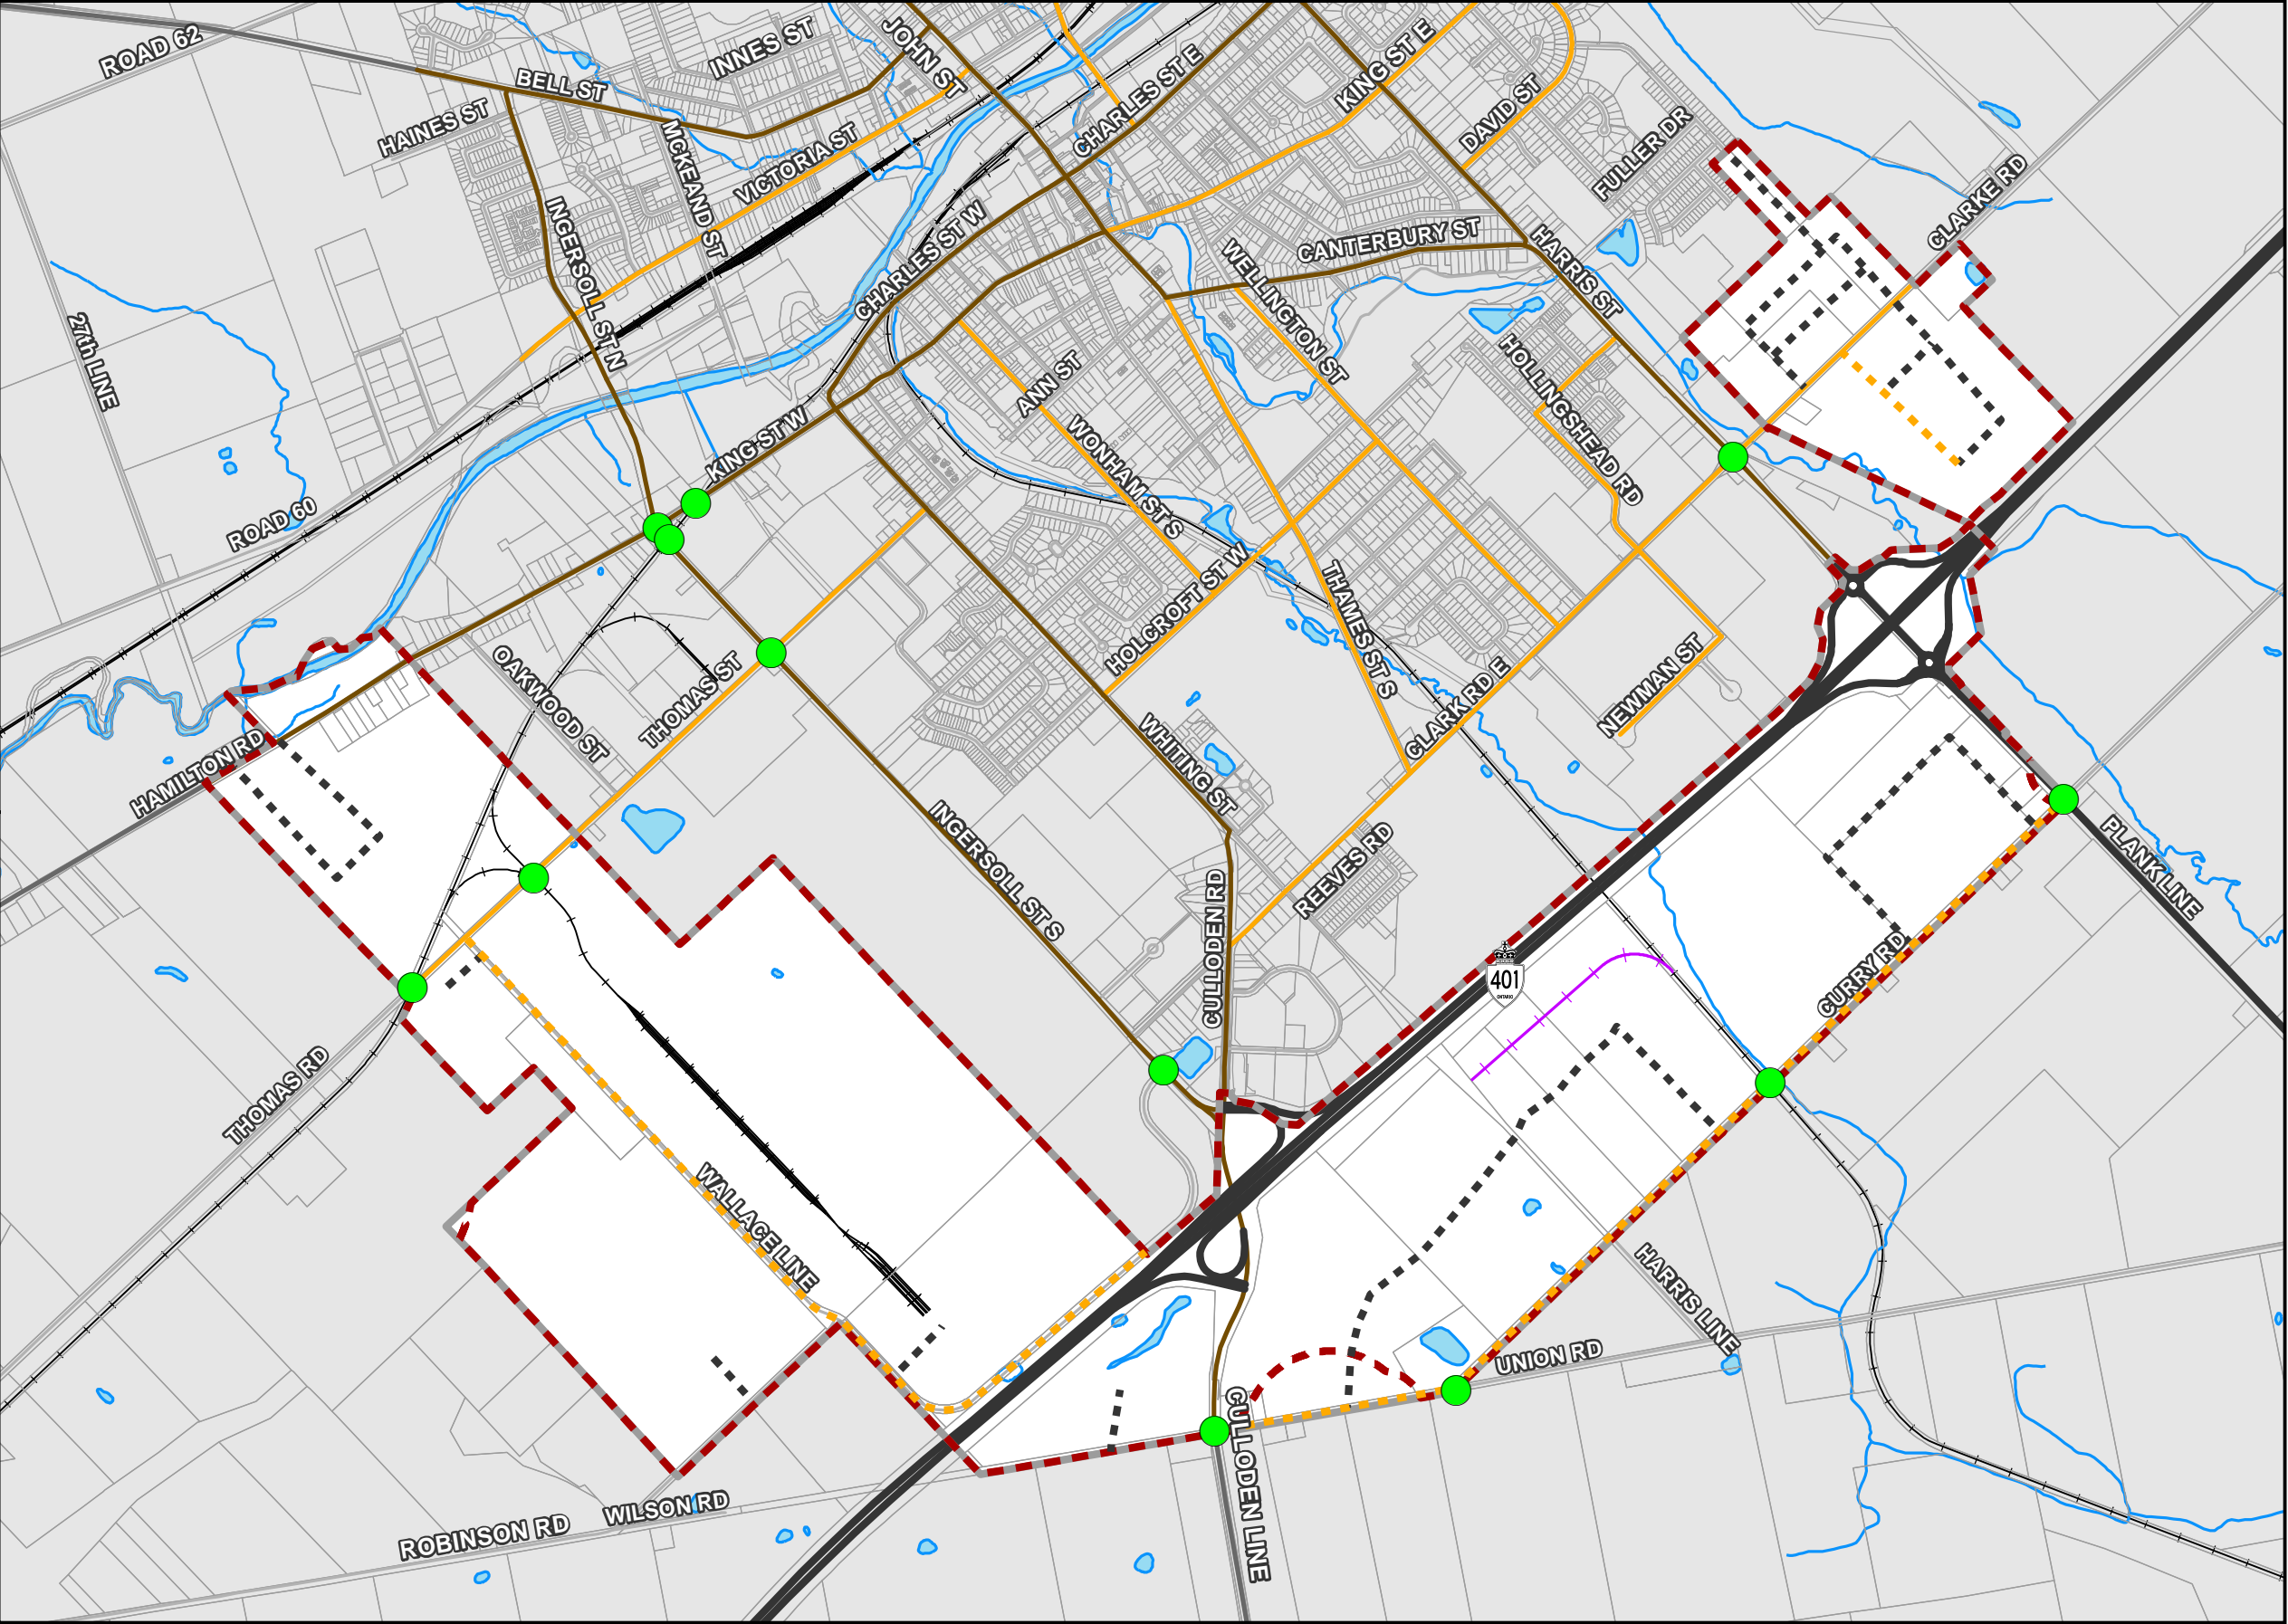 ROAD 62
INNES ST
JOHN ST
KING ST E
BELL ST
CHARLES ST E
DAVID ST
HAINES ST
MCKEAND ST
VICTORIA ST
FULLER DR
CLARKE RD
INGERSOLL ST N
CHARLES ST W
WELLINGTON ST
CANTERBURY ST
HARRIS ST
27th LINE
ANN ST
HOLLINGSHEAD RD
KING ST W
WONHAM ST S
ROAD 60
HOLCROFT ST W
THAMES ST S
OAKWOOD ST
THOMAS ST
NEWMAN ST
CLARK RD E
WHITING ST
HAMILTON RD
INGERSOLL ST S
REEVES RD
PLANK LINE
CULLODEN RD
401
ONTARIO
CURRY RD
THOMAS RD
WALLACE LINE
HARRIS LINE
UNION RD
CULLODEN LINE
WILSON RD
ROBINSON RD